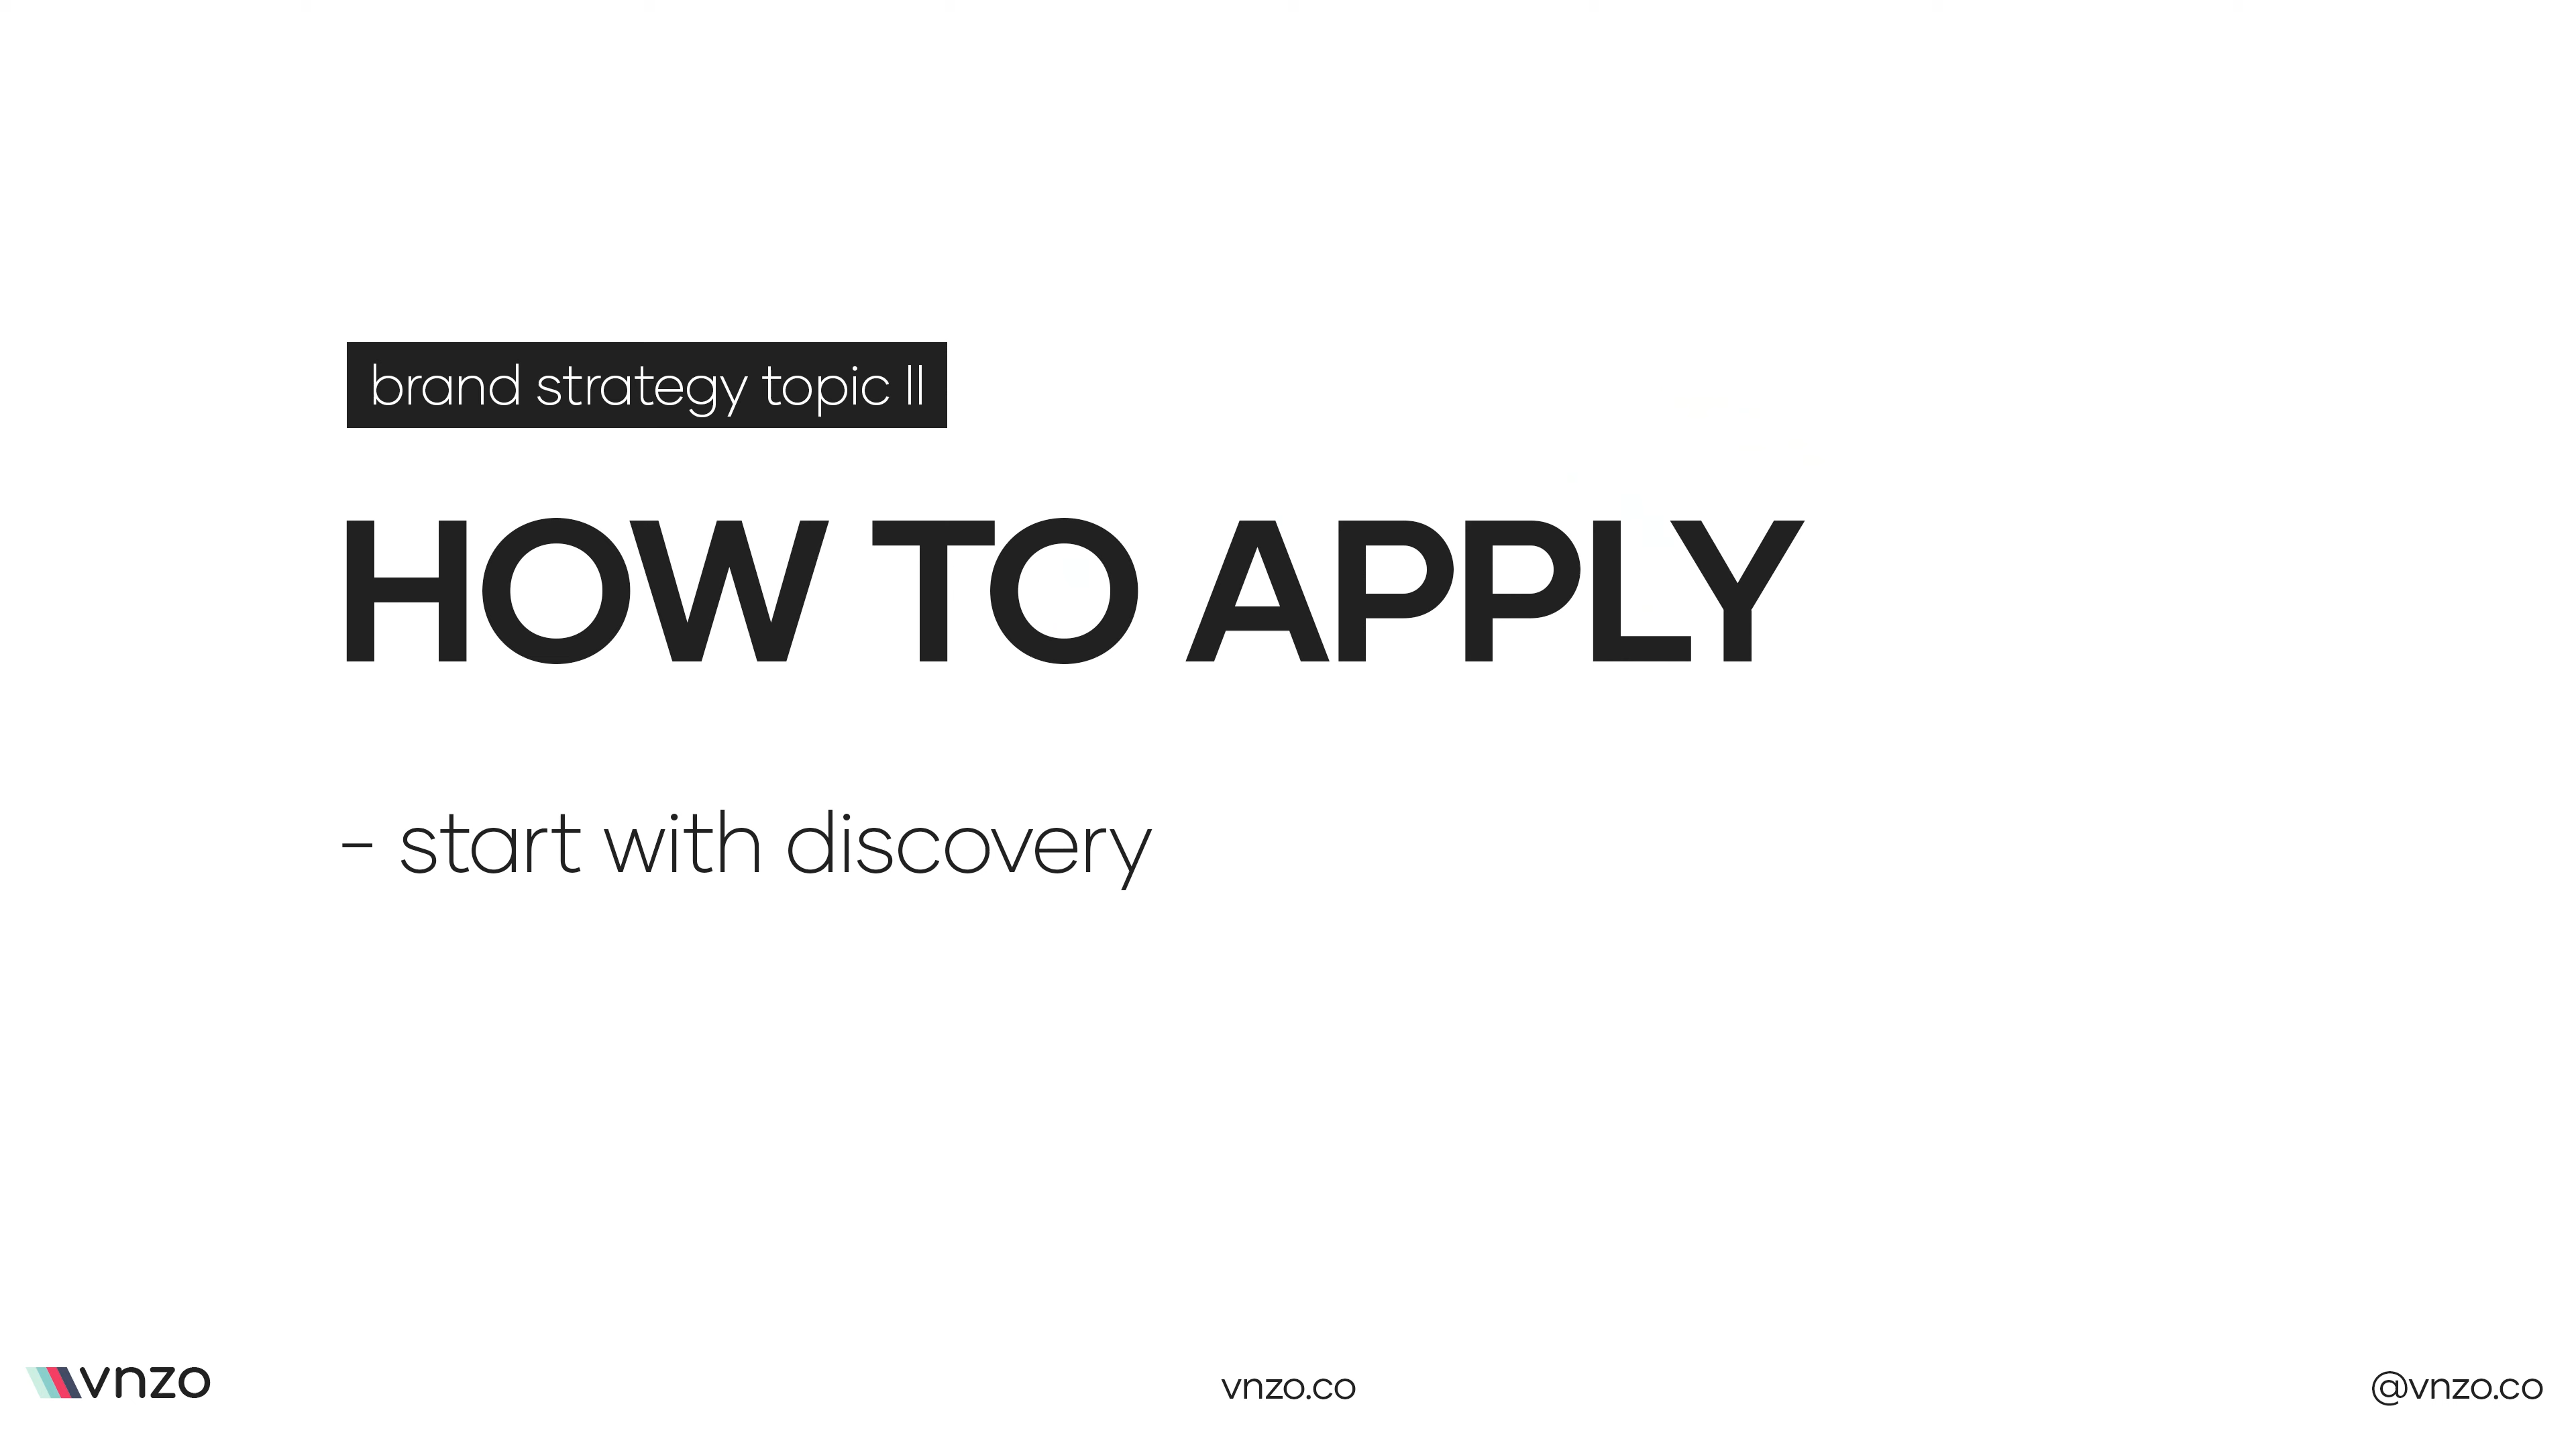 brand strategy topic II
HOW TO APPLY
- start with discovery
vnzo
vnzo.co
@vnzo.co